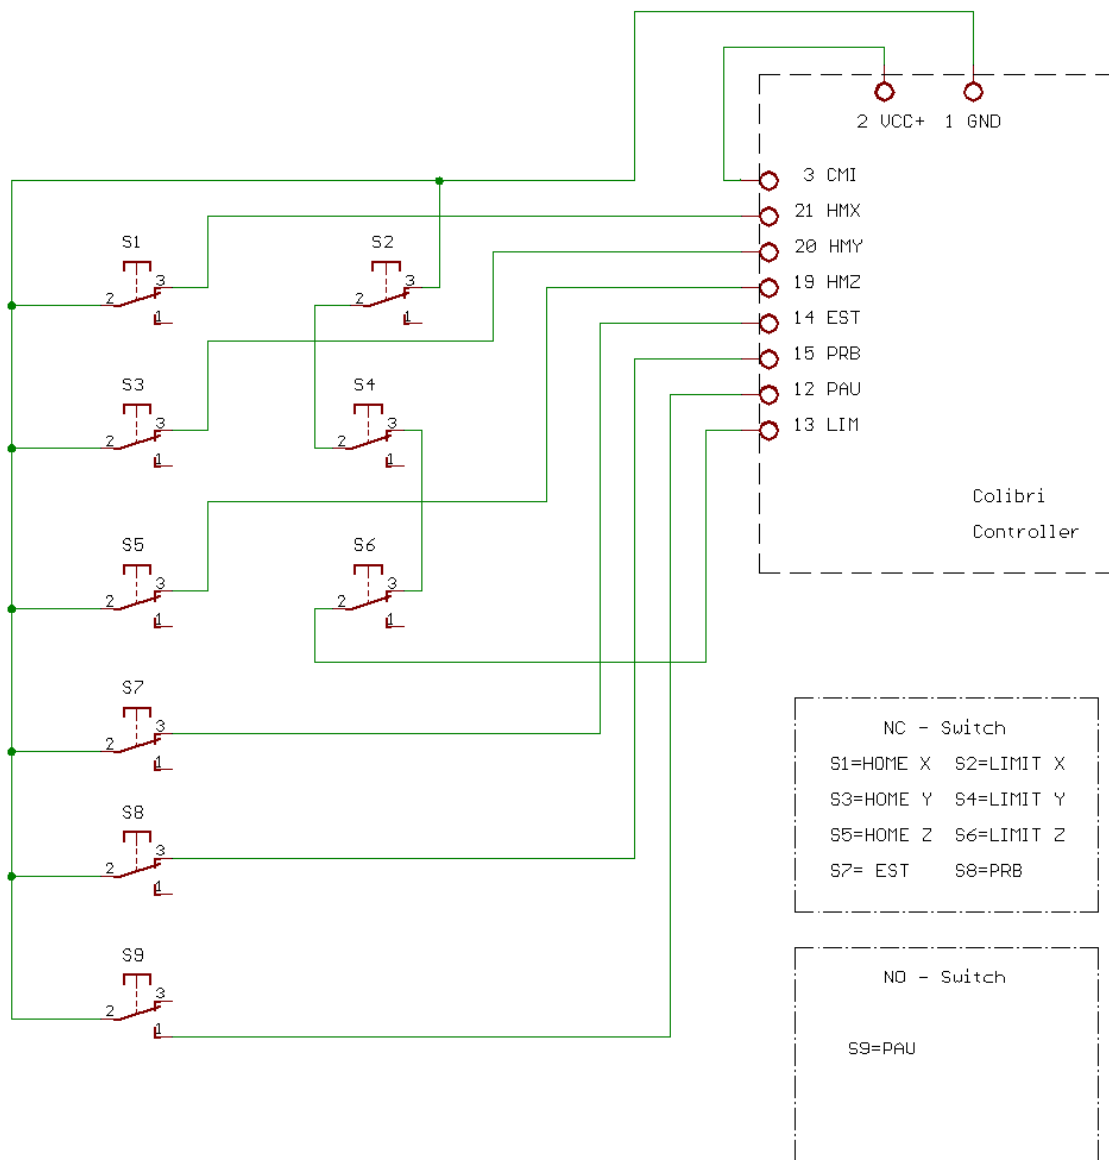 2 VCC+ 1 GND
3 CMI
21 HMX
20 HMY
19 HMZ
14 EST
15 PRB
12 PAU
13 LIM
Colibri
Controller
S1
2
3
1
S2
2
3
1
S3
2
3
1
S4
2
3
1
S5
2
3
1
S6
2
3
1
S7
2
3
1
S8
2
3
1
S9
2
3
1
NC - Switch
S1=HOME X S2=LIMIT X
S3=HOME Y S4=LIMIT Y
S5=HOME Z S6=LIMIT Z
S7= EST S8=PRB
NO - Switch
S9=PAU